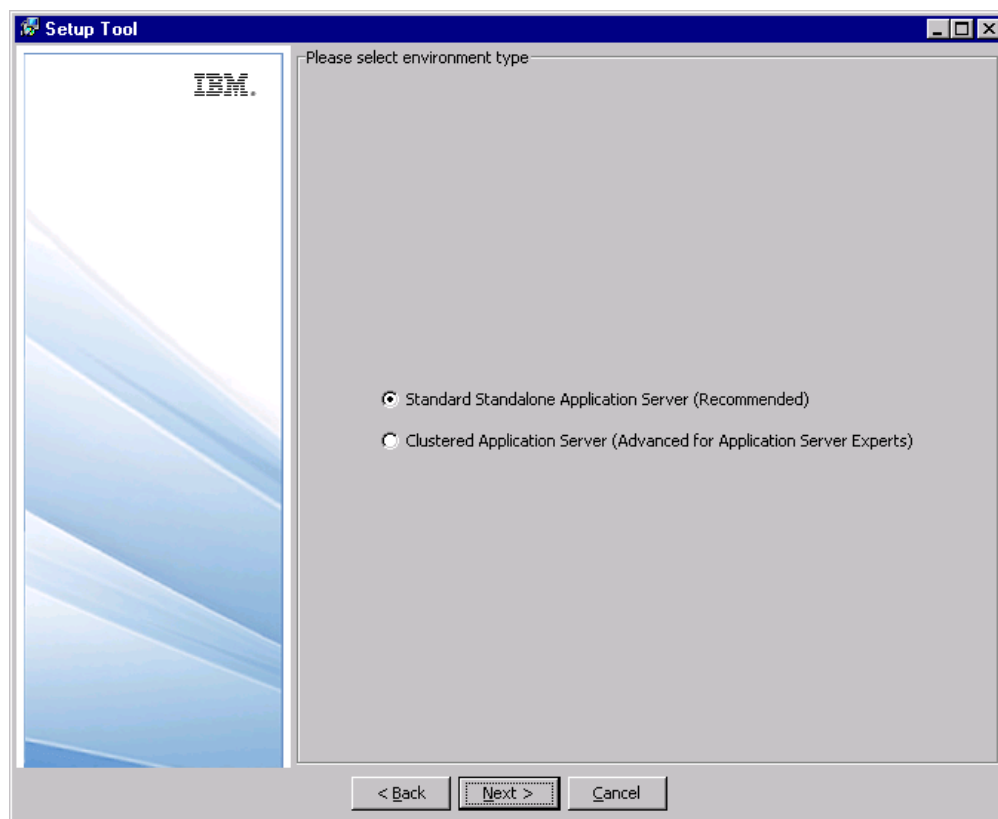 Setup Tool
IBM.
Please select environment type
Standard Standalone Application Server (Recommended)
Clustered Application Server (Advanced for Application Server Experts)
< Back
Next >
Cancel